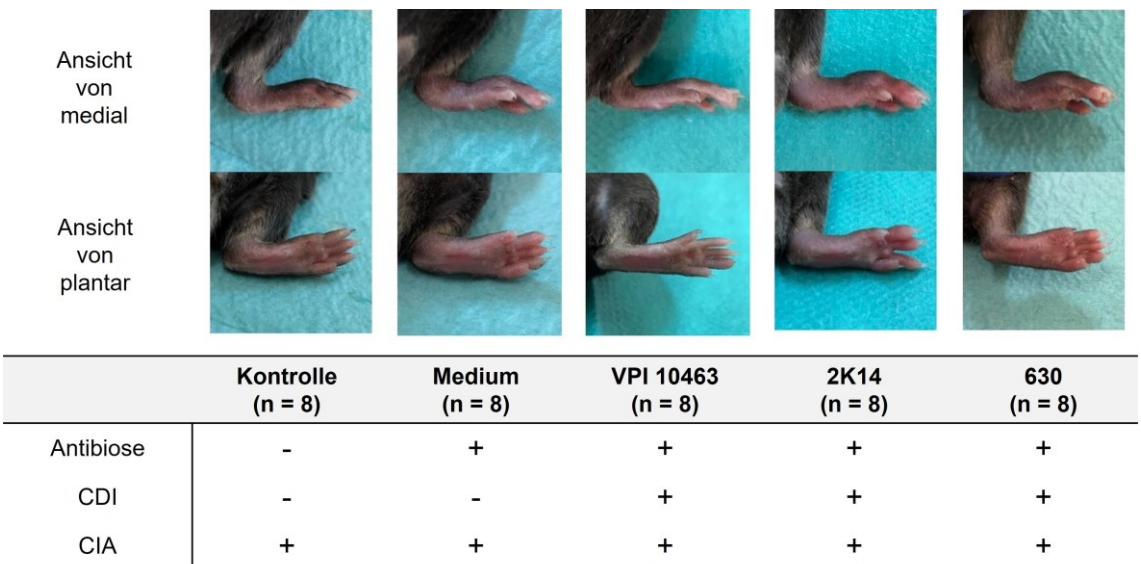 Ansicht
von
medial
Ansicht
von
plantar
Kontrolle Medium VPI 10463 2K14 630
(n = 8) (n = 8) (n = 8) (n = 8) (n = 8)
Antibiose - + + + +
CDI - - + + +
CIA + + + + +